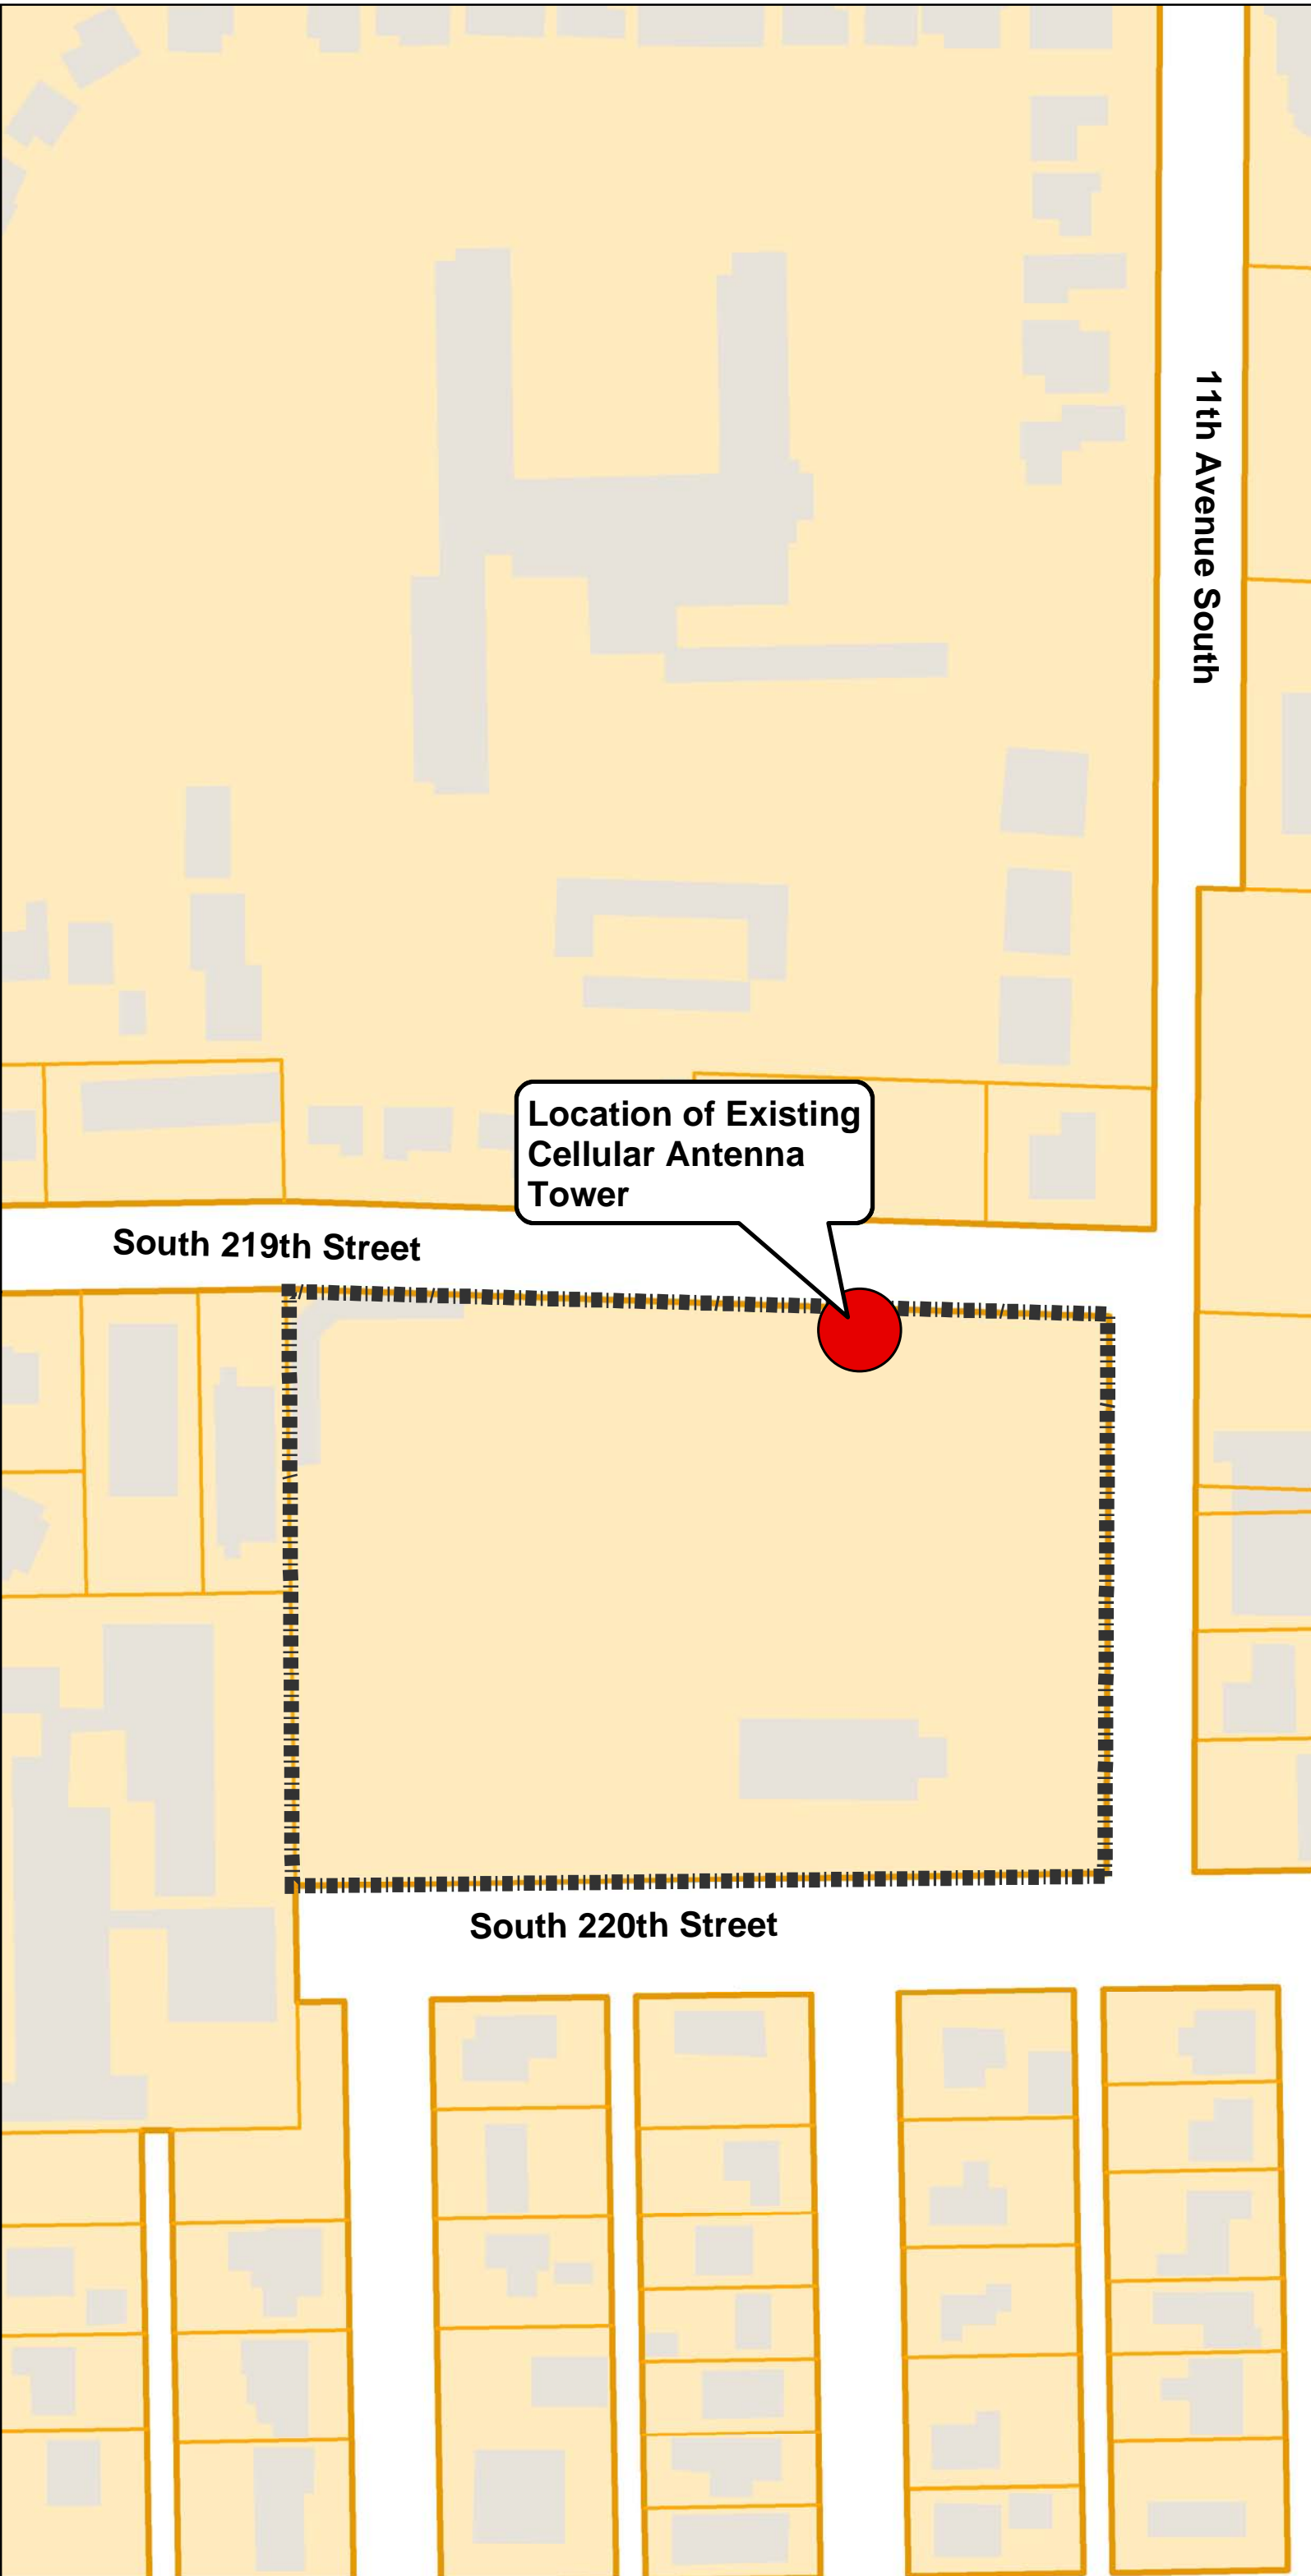 11th Avenue South
Location of Existing
Cellular Antenna
Tower
South 219th Street
South 220th Street